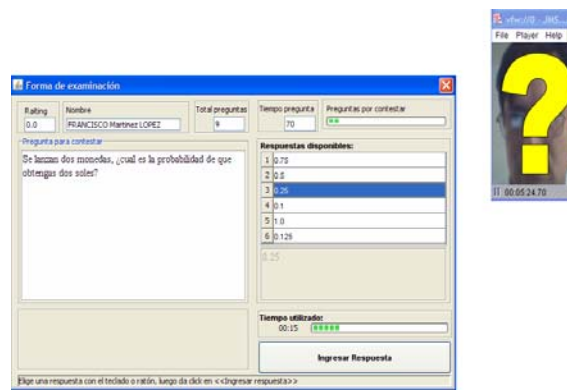 Forma de examinación
Raiting
Nombre
Total preguntas
Tiempo pregunta
Preguntas por contestar
0.0
FRANCISCO Martinez LOPEZ
9
70
Pregunta para contestar
Se lanzan dos monedas, ¿cual es la probabilidad de que
obtengas dos soles?
Respuestas disponibles:
1 0.75
2 0.5
3 0.25
4 0.1
5 1.0
6 0.125
0.25
Tiempo utilizado:
00:15
Ingresar Respuesta
Elige una respuesta con el teclado o ratón, luego da click en <<Ingresar respuesta>>
File Player Help
?
00:05:24.70